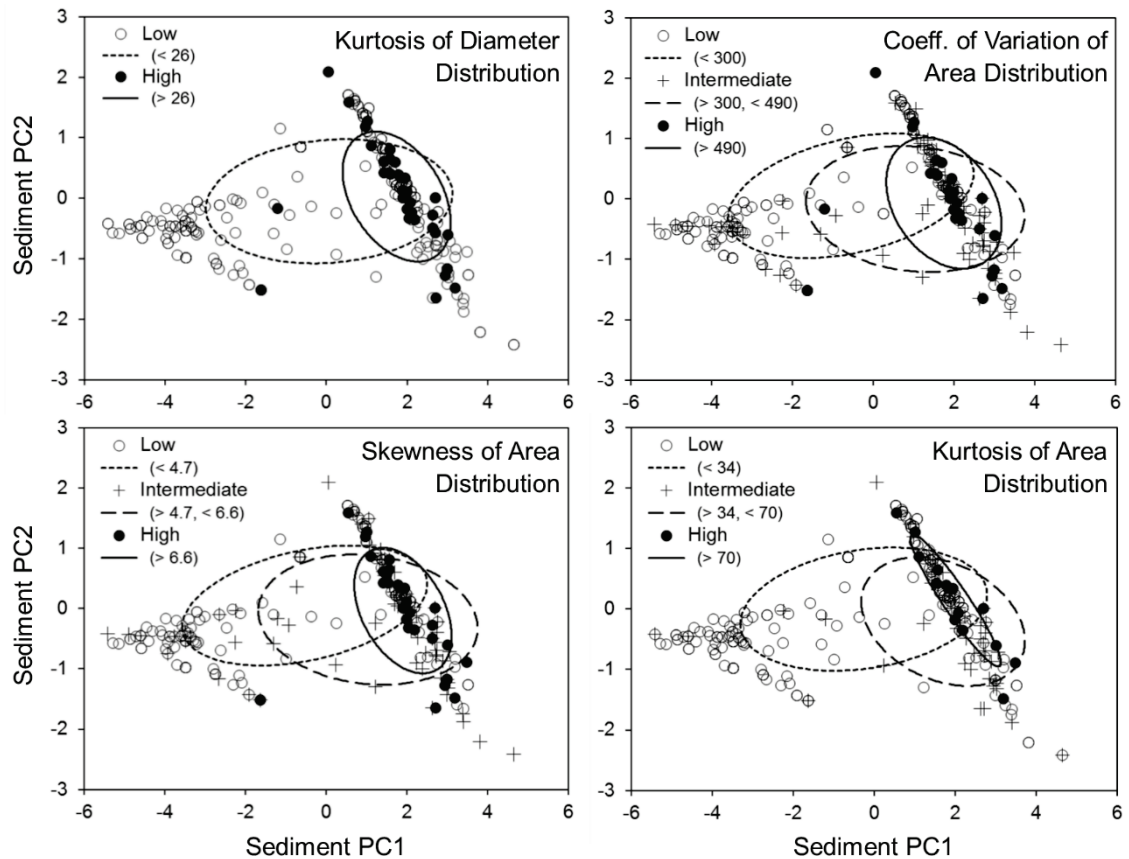 3
2
1
0
-1
-2
-3
Sediment PC2
Low
(< 26)
High
(> 26)
Kurtosis of Diameter
Distribution
-6
-4
-2
0
2
4
6
3
2
1
0
-1
-2
-3
Low
(< 300)
Intermediate
(> 300, < 490)
High
(> 490)
Coeff. of Variation of
Area Distribution
-6
-4
-2
0
2
4
6
3
2
1
0
-1
-2
-3
Sediment PC2
Low
(< 4.7)
Intermediate
(> 4.7, < 6.6)
High
(> 6.6)
Skewness of Area
Distribution
-6
-4
-2
0
2
4
6
Sediment PC1
3
2
1
0
-1
-2
-3
Low
(< 34)
Intermediate
(> 34, < 70)
High
(> 70)
Kurtosis of Area
Distribution
-6
-4
-2
0
2
4
6
Sediment PC1